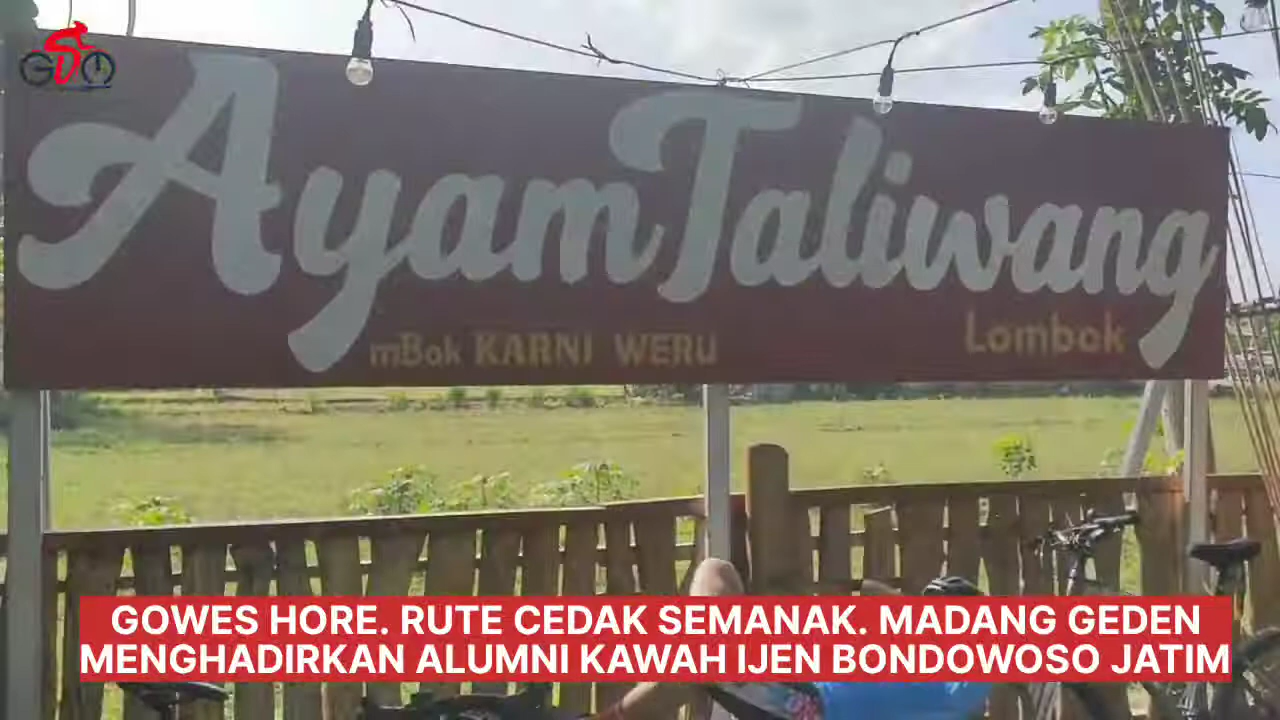 GDM
Ayam Taliwang
mBok KARNI WERU
Lombok
GOWES HORE. RUTE CEDAK SEMANAK. MADANG GEDEN
MENGHADIRKAN ALUMNI KAWAH IJEN BONDOWOSO JATIM